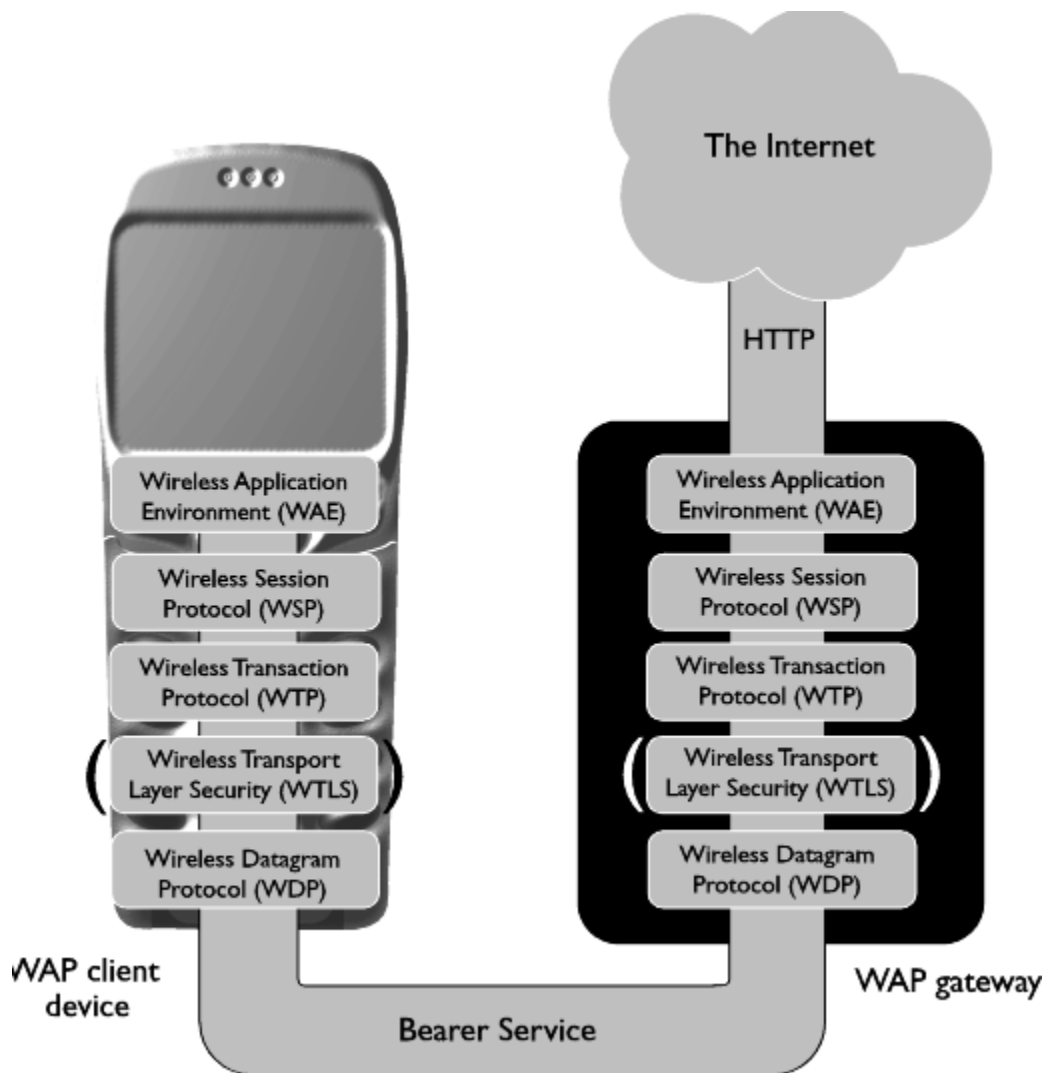 The Internet
HTTP
Wireless Application
Environment (WAE)
Wireless Session
Protocol (WSP)
Wireless Transaction
Protocol (WTP)
(Wireless Transport
Layer Security (WTLS))
Wireless Datagram
Protocol (WDP)
WAP client
device
Wireless Application
Environment (WAE)
Wireless Session
Protocol (WSP)
Wireless Transaction
Protocol (WTP)
(Wireless Transport
Layer Security (WTLS))
Wireless Datagram
Protocol (WDP)
WAP gateway
Bearer Service